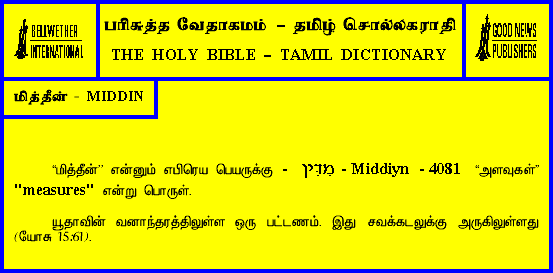 BELLWETHER
INTERNATIONAL
பரிசுத்த வேதாகமம் – தமிழ் சொல்லகராதி
THE HOLY BIBLE – TAMIL DICTIONARY
GOOD NEWS
PUBLISHERS
மித்தீன் - MIDDIN
“மித்தீன்” என்னும் எபிரெய பெயருக்கு - מִדִּין - Middiyn - 4081 “அளவுகள்”
"measures" என்று பொருள்.
யூதாவின் வனாந்தரத்திலுள்ள ஒரு பட்டணம். இது சவக்கடலுக்கு அருகிலுள்ளது
(யோசு 15:61).